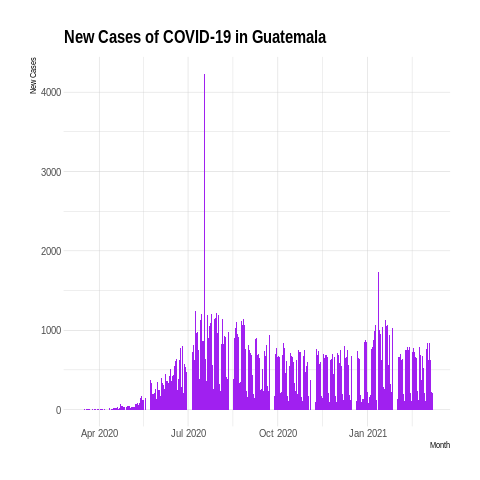 New Cases of COVID-19 in Guatemala
New Cases
4000
3000
2000
1000
0
Apr 2020
Jul 2020
Oct 2020
Jan 2021
Month